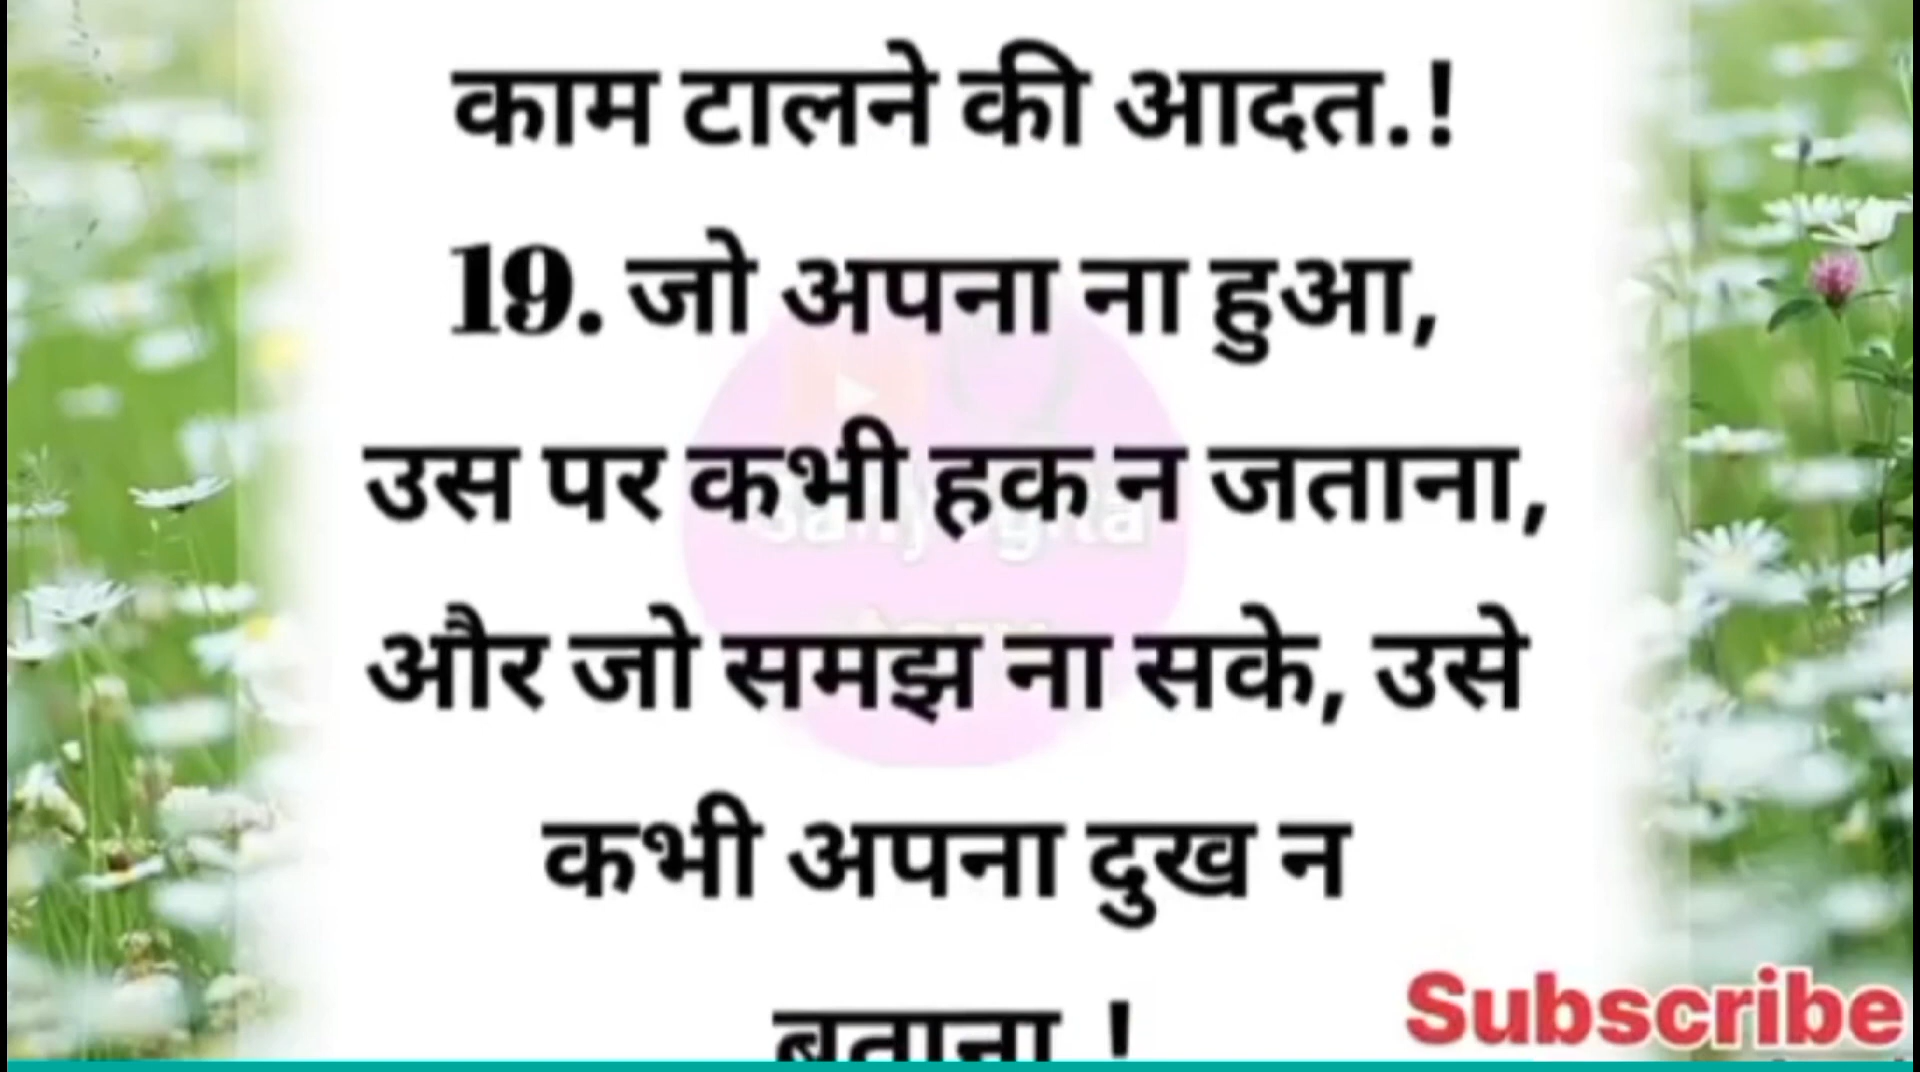 काम टालने की आदत.!
19. जो अपना ना हुआ,
उस पर कभी हक न जताना,
और जो समझ ना सके, उसे
कभी अपना दुख न
बताना !
Subscribe